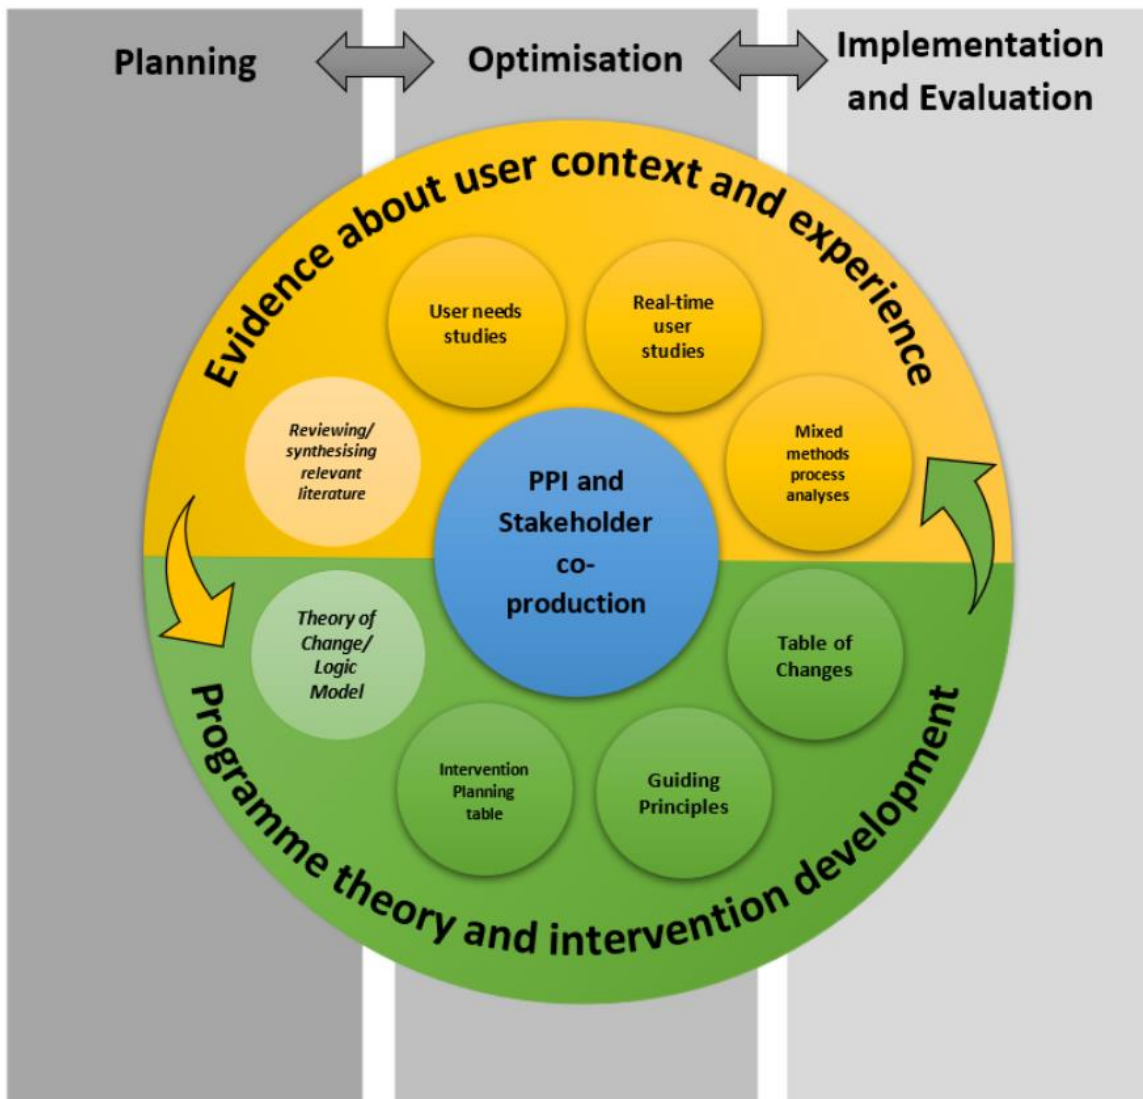 Planning
Optimisation
Implementation
and Evaluation
Evidence about user context and experience
User needs
studies
Real-time
user
studies
Reviewing/
synthesising
relevant
literature
Mixed
methods
process
analyses
PPI and
Stakeholder
co-
production
Theory of
Change/
Logic
Model
Table of
Changes
Intervention
Planning
table
Guiding
Principles
Programme theory and intervention development